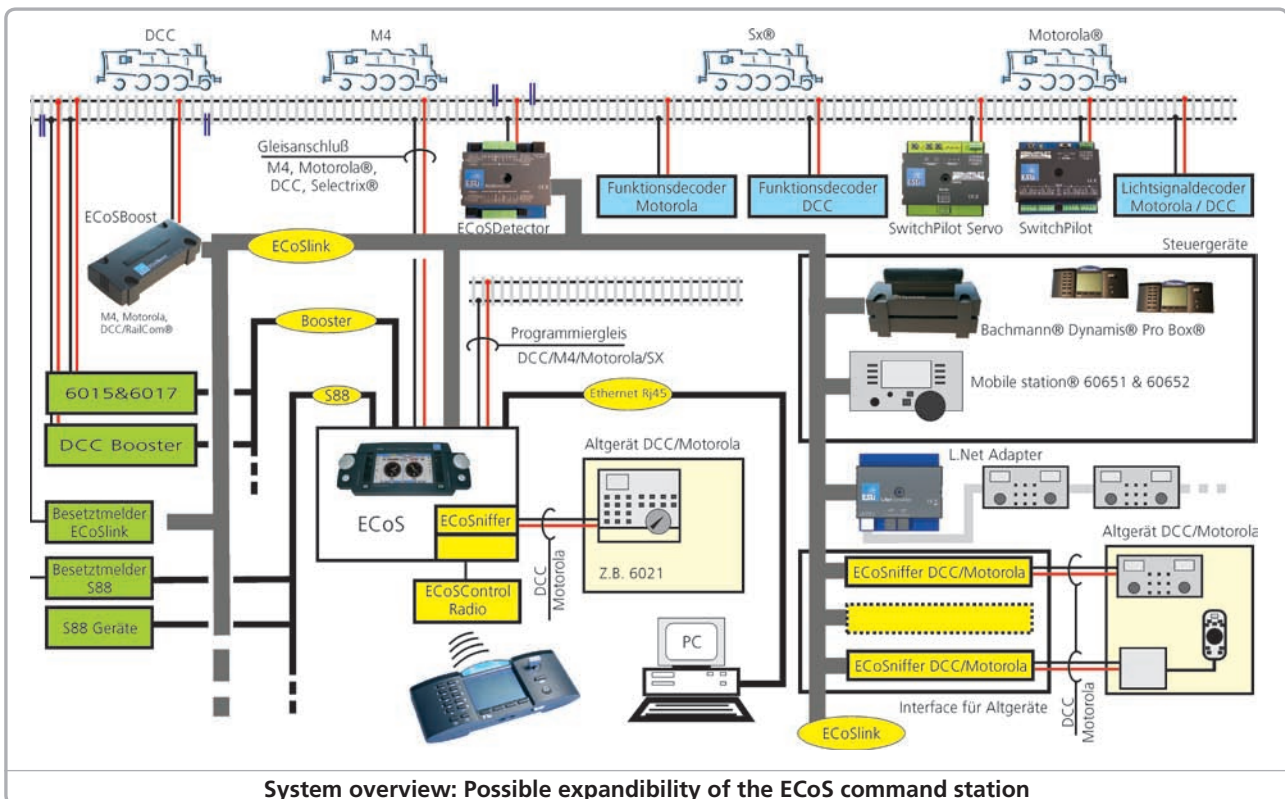 DCC
M4
Sx®
Motorola®
Gleisanschluß
M4, Motorola®,
DCC, Selectrix®
ECoSDetector
Funktionsdecoder
Motorola
Funktionsdecoder
DCC
SwitchPilot Servo
SwitchPilot
Lichtsignaldecoder
Motorola / DCC
ECoSBoost
M4, Motorola,
DCC/RailCom®
ECoSlink
Steuergeräte
Bachmann® Dynamis® Pro Box®
Mobile station® 60651 & 60652
Booster
Programmiergleis
DCC/M4/Motorola/SX
6015&6017
DCC Booster
S88
Ethernet Rj45
ECoS
ECoSniffer
ECoSControl
Radio
DCC
Motorola
Altgerät DCC/Motorola
Z.B. 6021
L.Net Adapter
Besetztmelder
ECoSlink
Besetztmelder
S88
S88 Geräte
PC
Altgerät DCC/Motorola
ECoSniffer DCC/Motorola
ECoSniffer DCC/Motorola
DCC
Motorola
Interface für Altgeräte
ECoSlink
System overview: Possible expandibility of the ECoS command station